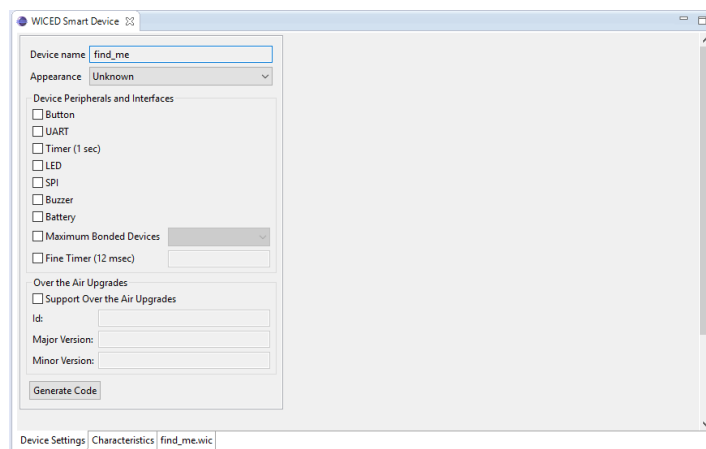 WICED Smart Device
Device name find_me
Appearance Unknown
Device Peripherals and Interfaces
Button
UART
Timer (1 sec)
LED
SPI
Buzzer
Battery
Maximum Bonded Devices
Fine Timer (12 msec)
Over the Air Upgrades
Support Over the Air Upgrades
Id:
Major Version:
Minor Version:
Generate Code
Device Settings Characteristics find_me.wic